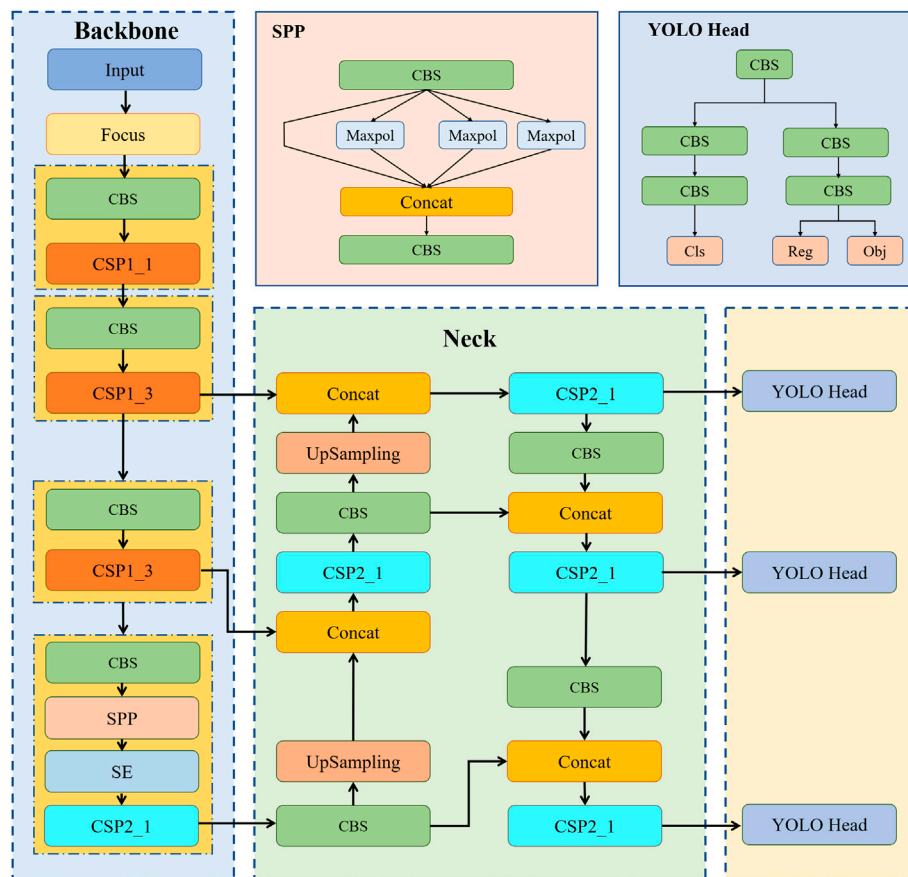 Backbone
Input
Focus
CBS
CSP1_1
CBS
CSP1_3
CBS
CSP1_3
CBS
SPP
SE
CSP2_1
SPP
CBS
Maxpol Maxpol Maxpol
Concat
CBS
YOLO Head
CBS
CBS CBS
CBS CBS
Cls Reg Obj
Neck
Concat
UpSampling
CBS
CSP2_1
Concat
UpSampling
CBS
CSP2_1
CBS
Concat
CSP2_1
CBS
Concat
CSP2_1
YOLO Head
YOLO Head
YOLO Head